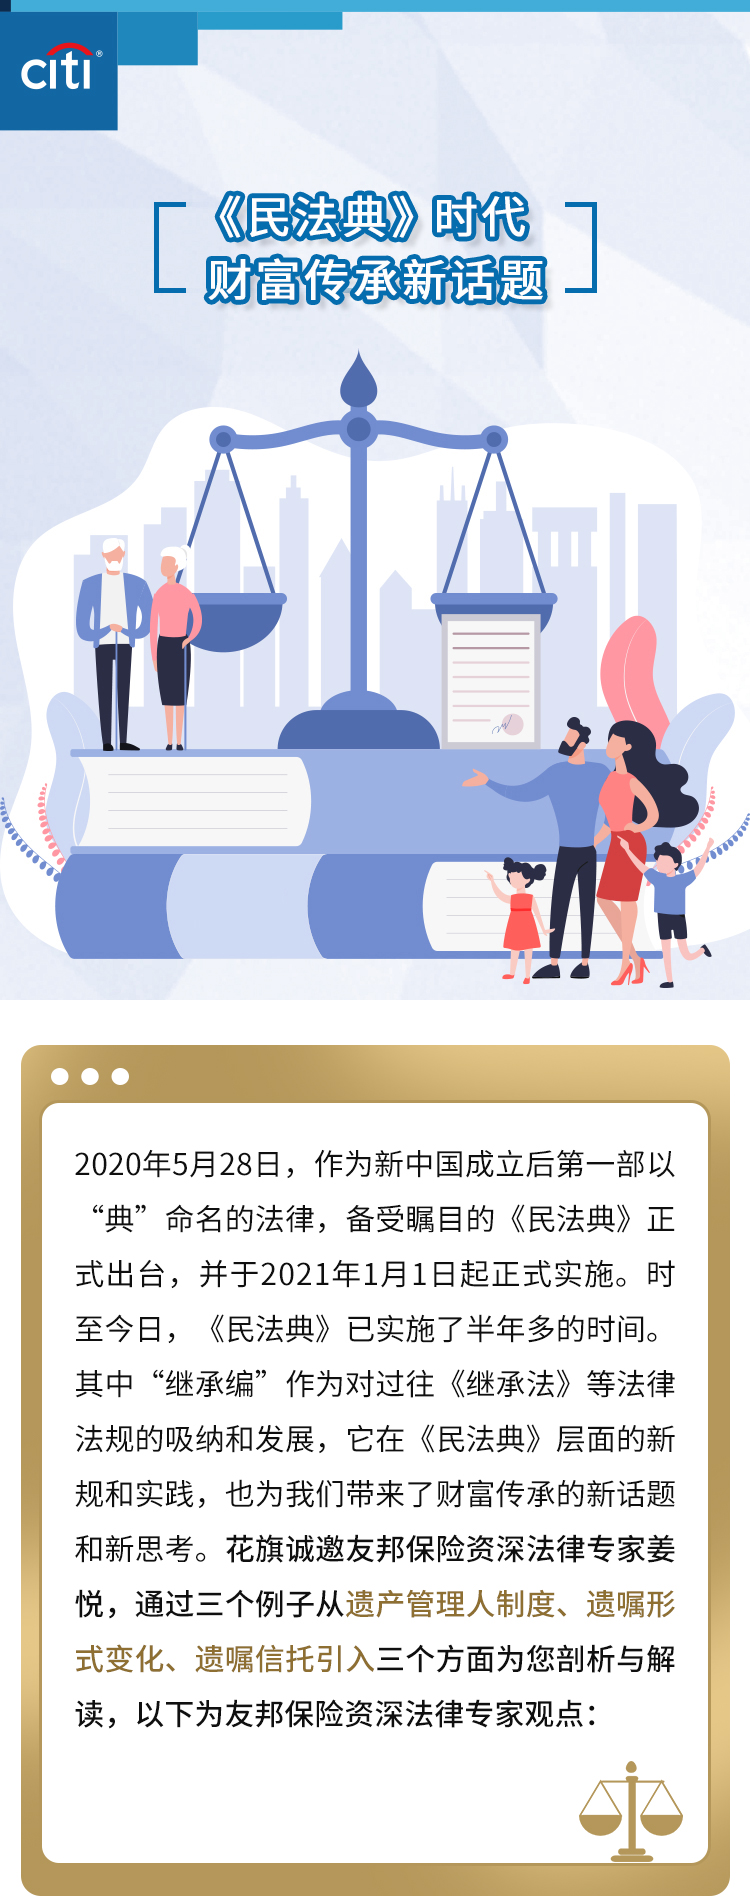 citi®
《民法典》时代
财富传承新话题
2020年5月28日，作为新中国成立后第一部以
“典”命名的法律，备受瞩目的《民法典》正
式出台，并于2021年1月1日起正式实施。时
至今日，《民法典》已实施了半年多的时间。
其中“继承编”作为对过往《继承法》等法律
法规的吸纳和发展，它在《民法典》层面的新
规和实践，也为我们带来了财富传承的新话题
和新思考。花旗诚邀友邦保险资深法律专家姜
悦，通过三个例子从遗产管理人制度、遗嘱形
式变化、遗嘱信托引入三个方面为您剖析与解
读，以下为友邦保险资深法律专家观点：